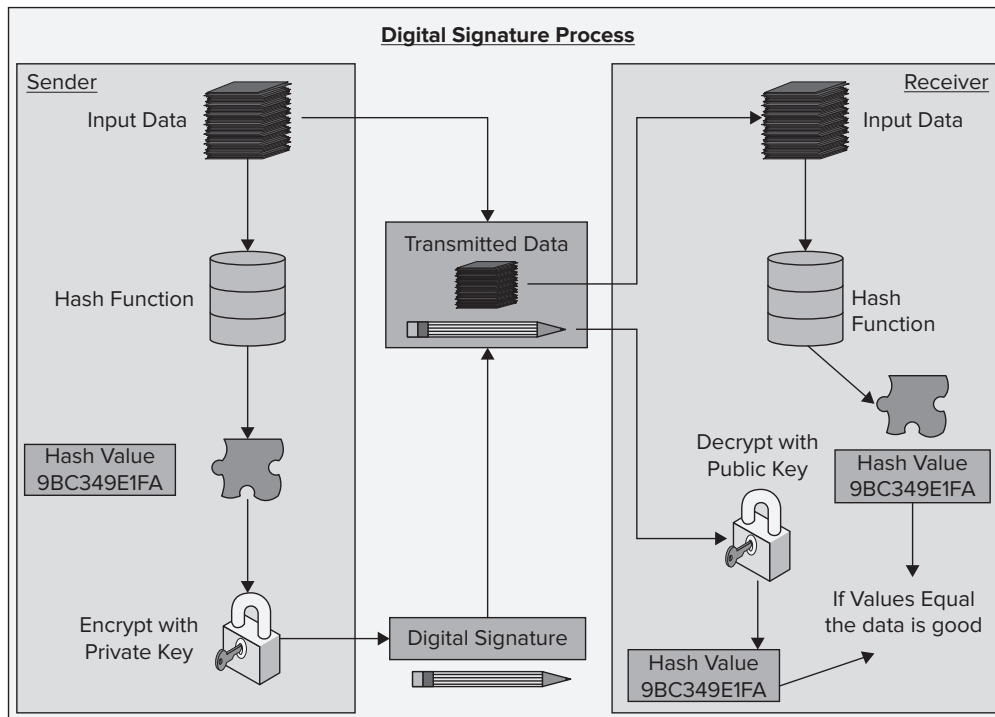 Digital Signature Process
Sender
Input Data
Hash Function
Hash Value
9BC349E1FA
Encrypt with
Private Key
Transmitted Data
Digital Signature
Receiver
Input Data
Hash
Function
Decrypt with
Public Key
Hash Value
9BC349E1FA
If Values Equal
the data is good
Hash Value
9BC349E1FA